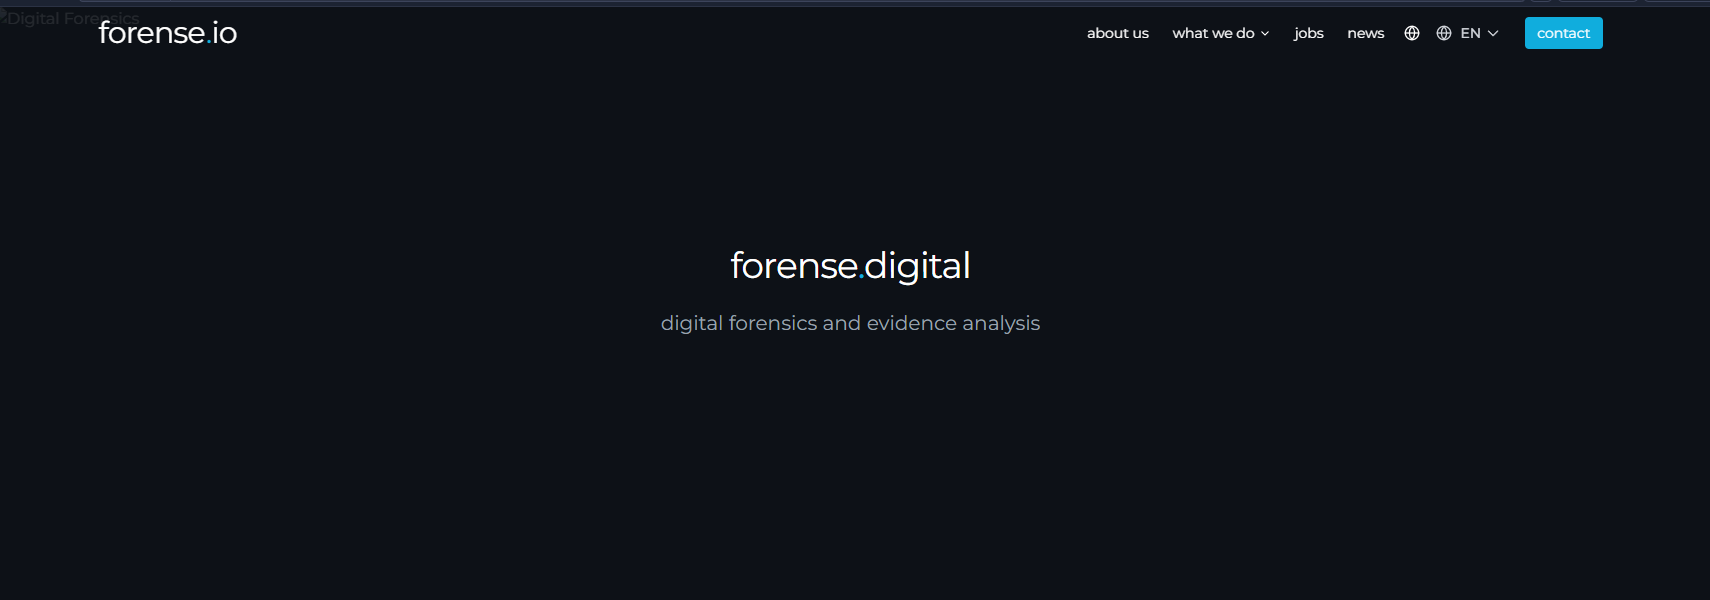 Digital Forensics
forense.io
about us what we do jobs news EN contact
forense.digital
digital forensics and evidence analysis